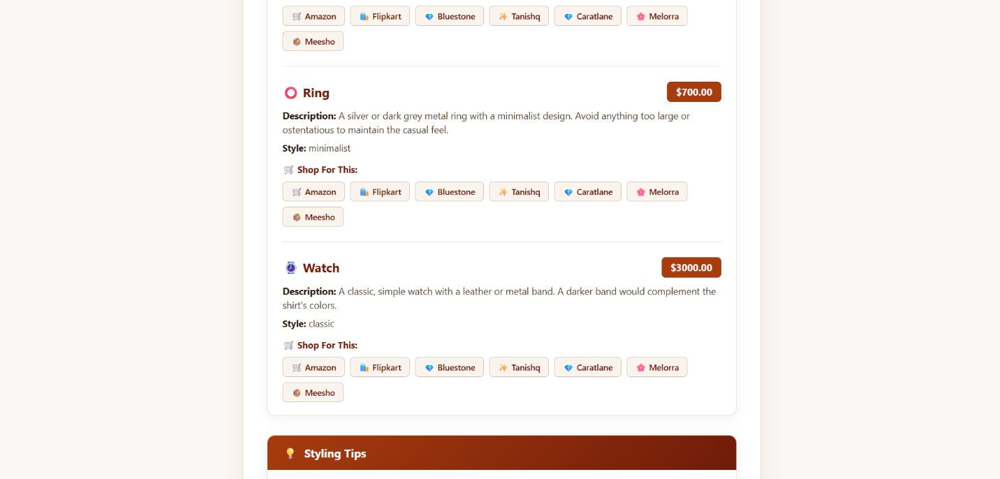 Amazon Flipkart Bluestone Tanishq Caratlane Melorra
Meesho
Ring $700.00
Description: A silver or dark grey metal ring with a minimalist design. Avoid anything too large or
ostentatious to maintain the casual feel.
Style: minimalist
Shop For This:
Amazon Flipkart Bluestone Tanishq Caratlane Melorra
Meesho
Watch $3000.00
Description: A classic, simple watch with a leather or metal band. A darker band would complement the
shirt's colors.
Style: classic
Shop For This:
Amazon Flipkart Bluestone Tanishq Caratlane Melorra
Meesho
Styling Tips